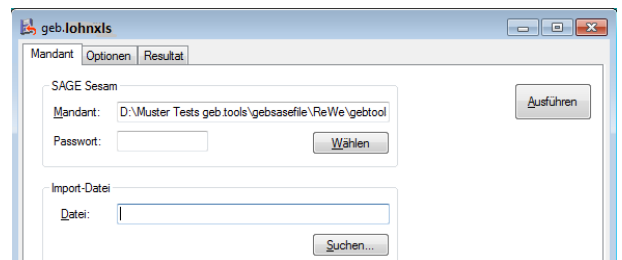 geb.lohnxls
Mandant Optionen Resultat
SAGE Sesam
Mandant: D:\Muster Tests geb.tools\gebsasefile\ReWe\gebtool
Ausführen
Passwort: Wählen
Import-Datei
Datei:
Suchen...